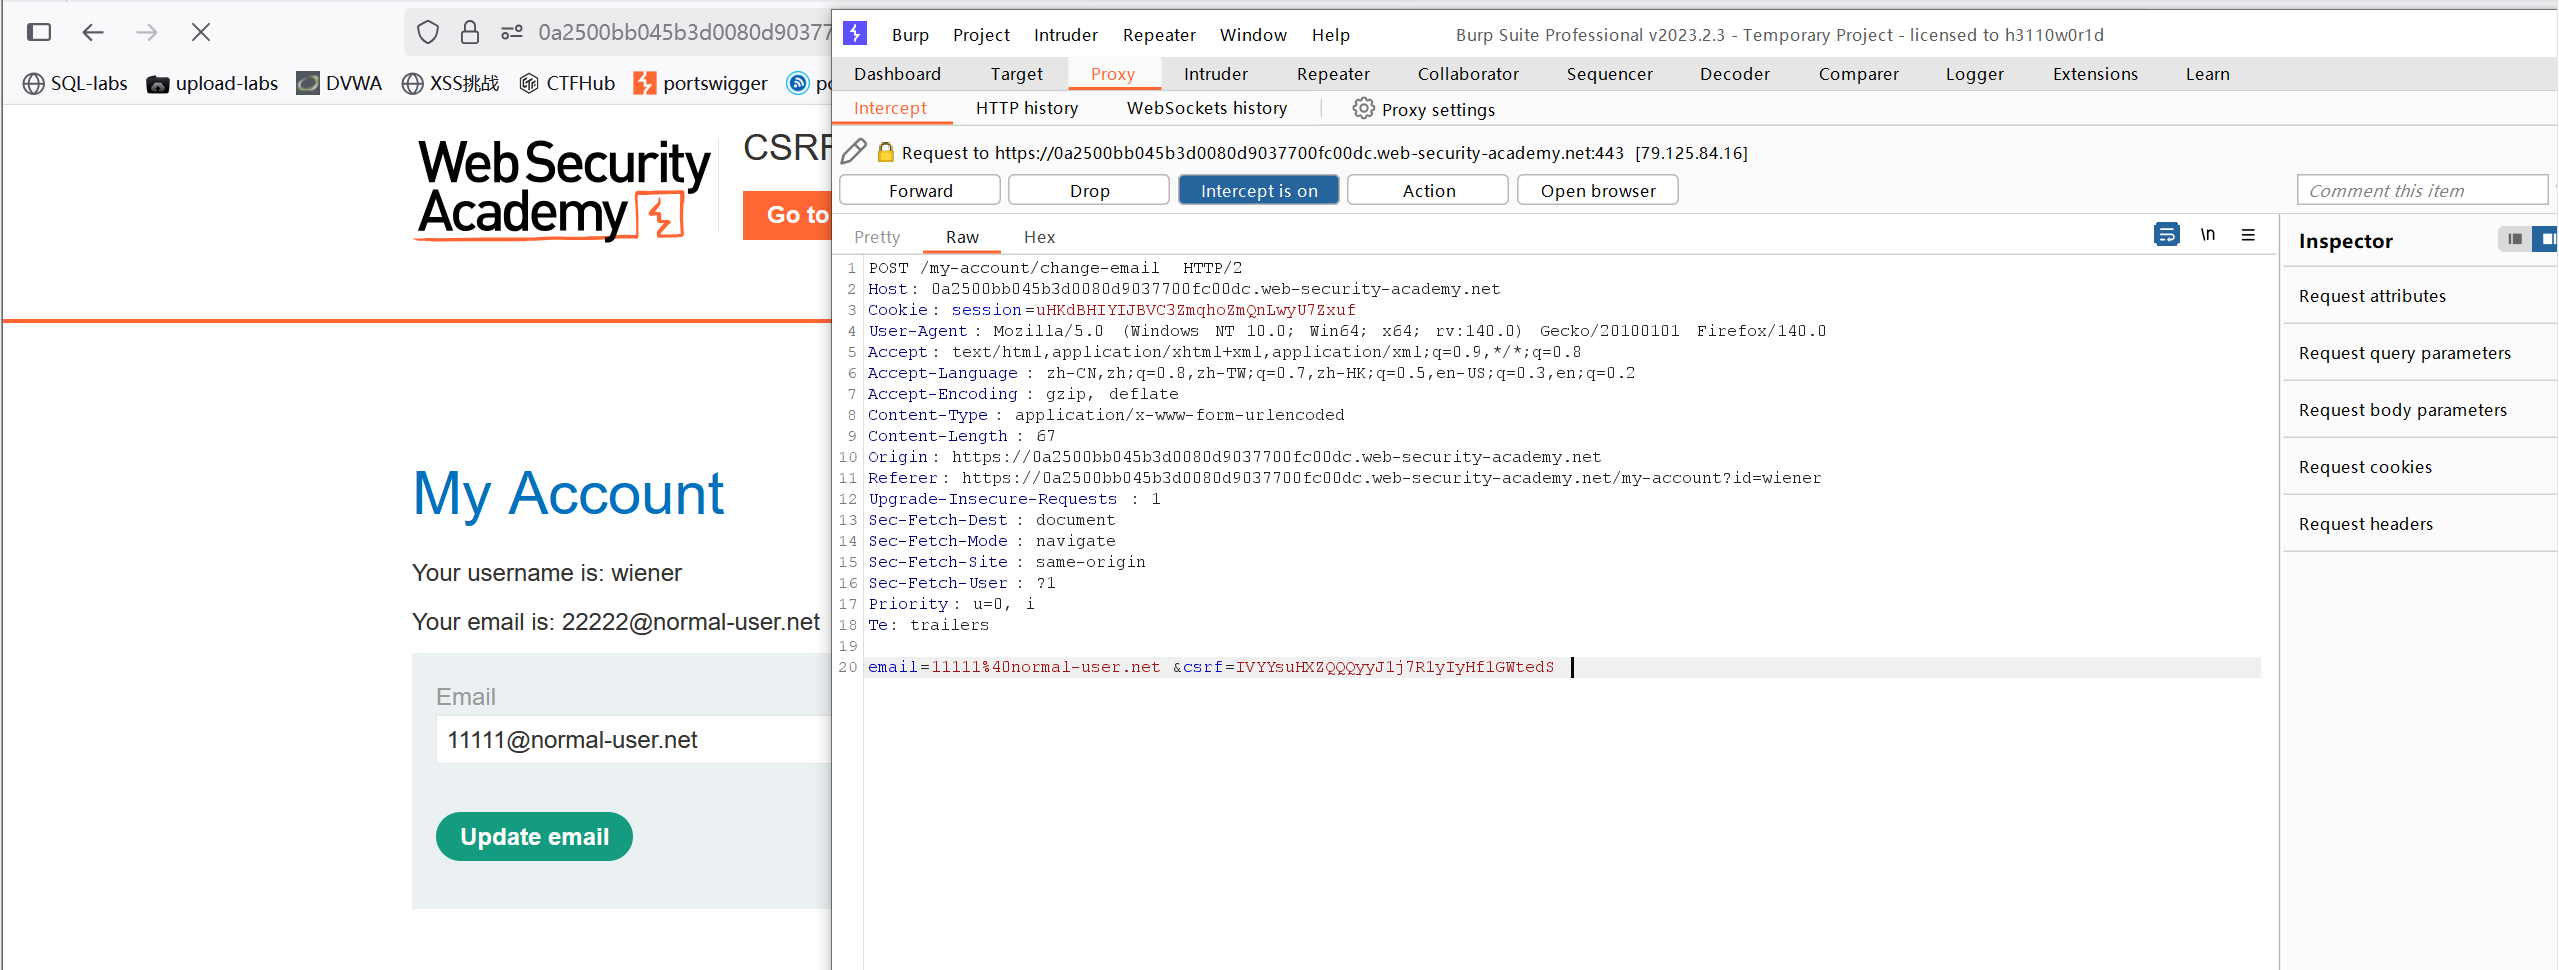 0a2500bb045b3d0080d90377
SQL-labs upload-labs DVWA XSS挑战 CTFHub portswigger
Web Security
Academy
CSRF
Go to
My Account
Your username is: wiener
Your email is: 22222@normal-user.net
Email
11111@normal-user.net
Update email
Burp Project Intruder Repeater Window Help Burp Suite Professional v2023.2.3 - Temporary Project - licensed to h3110w0r1d
Dashboard Target Proxy Intruder Repeater Collaborator Sequencer Decoder Comparer Logger Extensions Learn
Intercept HTTP history WebSockets history Proxy settings
Request to https://0a2500bb045b3d0080d9037700fc00dc.web-security-academy.net:443 [79.125.84.16]
Forward Drop Intercept is on Action Open browser Comment this item
Pretty Raw Hex \n
1 POST /my-account/change-email HTTP/2
2 Host: 0a2500bb045b3d0080d9037700fc00dc.web-security-academy.net
3 Cookie: session=uHKdBHIYIJBVC3ZmqhoZmQnLwyU7Zxuf
4 User-Agent: Mozilla/5.0 (Windows NT 10.0; Win64; x64; rv:140.0) Gecko/20100101 Firefox/140.0
5 Accept: text/html,application/xhtml+xml,application/xml;q=0.9,*/*;q=0.8
6 Accept-Language: zh-CN,zh;q=0.8,zh-TW;q=0.7,zh-HK;q=0.5,en-US;q=0.3,en;q=0.2
7 Accept-Encoding: gzip, deflate
8 Content-Type: application/x-www-form-urlencoded
9 Content-Length: 67
10 Origin: https://0a2500bb045b3d0080d9037700fc00dc.web-security-academy.net
11 Referer: https://0a2500bb045b3d0080d9037700fc00dc.web-security-academy.net/my-account?id=wiener
12 Upgrade-Insecure-Requests: 1
13 Sec-Fetch-Dest: document
14 Sec-Fetch-Mode: navigate
15 Sec-Fetch-Site: same-origin
16 Sec-Fetch-User: ?1
17 Priority: u=0, i
18 Te: trailers
19
20 email=11111%40normal-user.net&csrf=IVYYsuHXZQQQyyJ1j7R1yIyHf1GWtedS
Inspector
Request attributes
Request query parameters
Request body parameters
Request cookies
Request headers